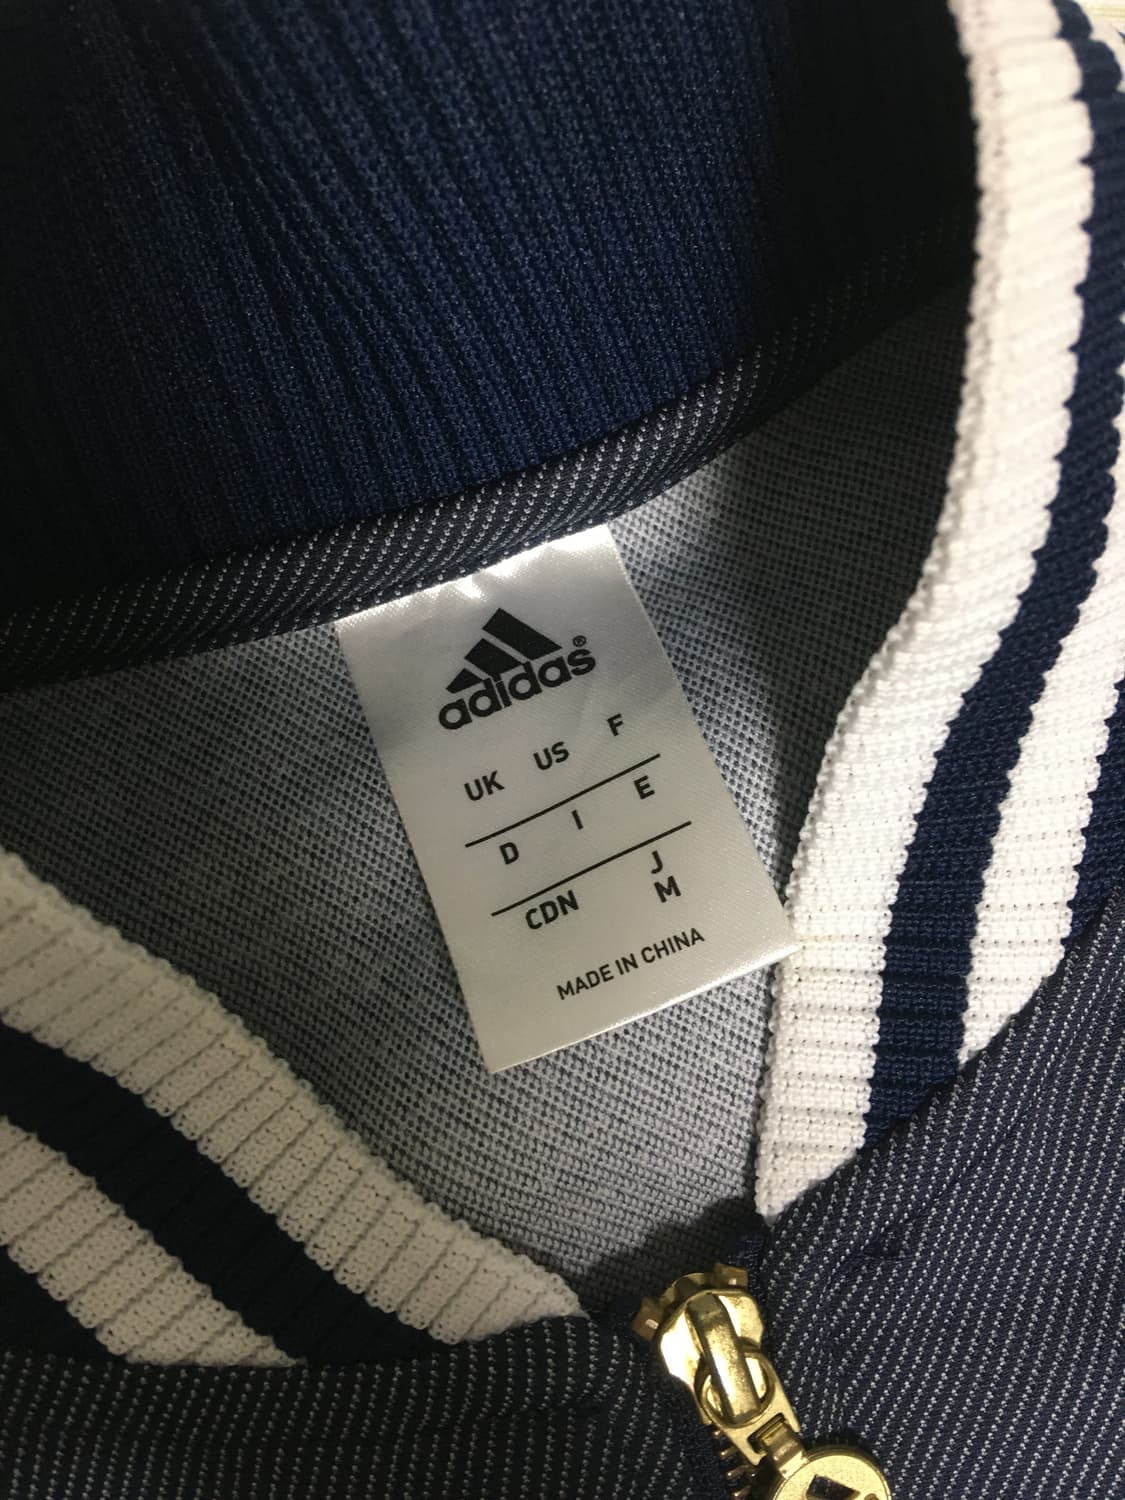 adidas®
UK US F
D I E
CDN J
M
MADE IN CHINA